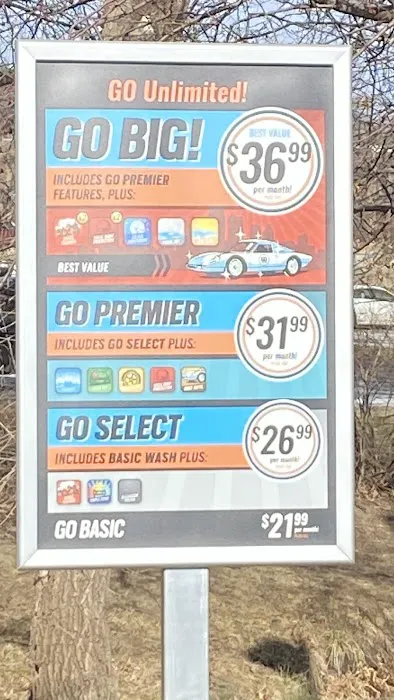 GO Unlimited!
GO BIG!
BEST VALUE
$36.99
per month!
INCLUDES GO PREMIER
FEATURES, PLUS:
BEST VALUE
GO PREMIER
$31.99
per month!
INCLUDES GO SELECT PLUS:
GO SELECT
$26.99
per month!
INCLUDES BASIC WASH PLUS:
GO BASIC
$21.99
per month!